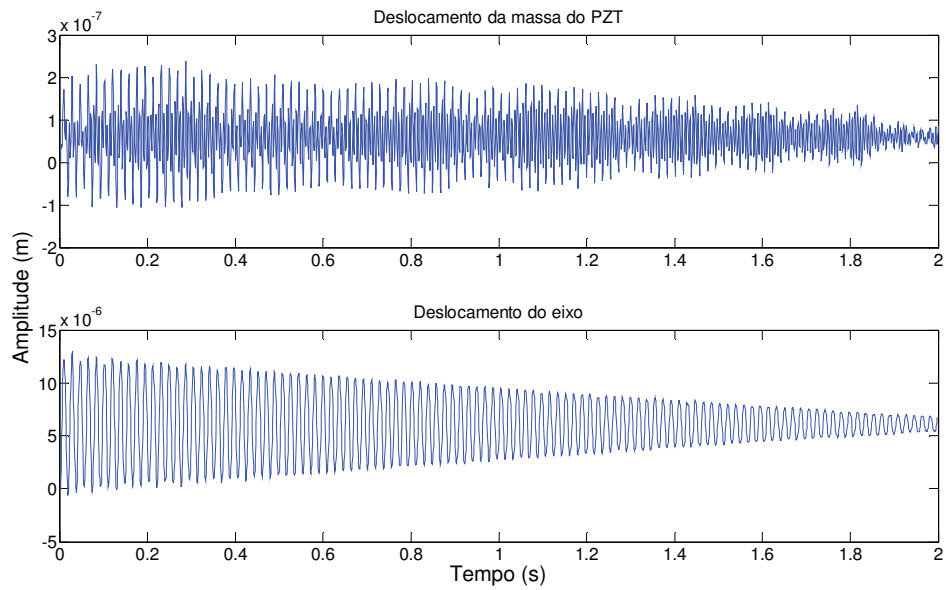 Deslocamento da massa do PZT
x 10-7
3
2
1
0
-1
-2
0 0.2 0.4 0.6 0.8 1 1.2 1.4 1.6 1.8 2
Amplitude (m)
Deslocamento do eixo
x 10-6
15
10
5
0
-5
0 0.2 0.4 0.6 0.8 1 1.2 1.4 1.6 1.8 2
Tempo (s)